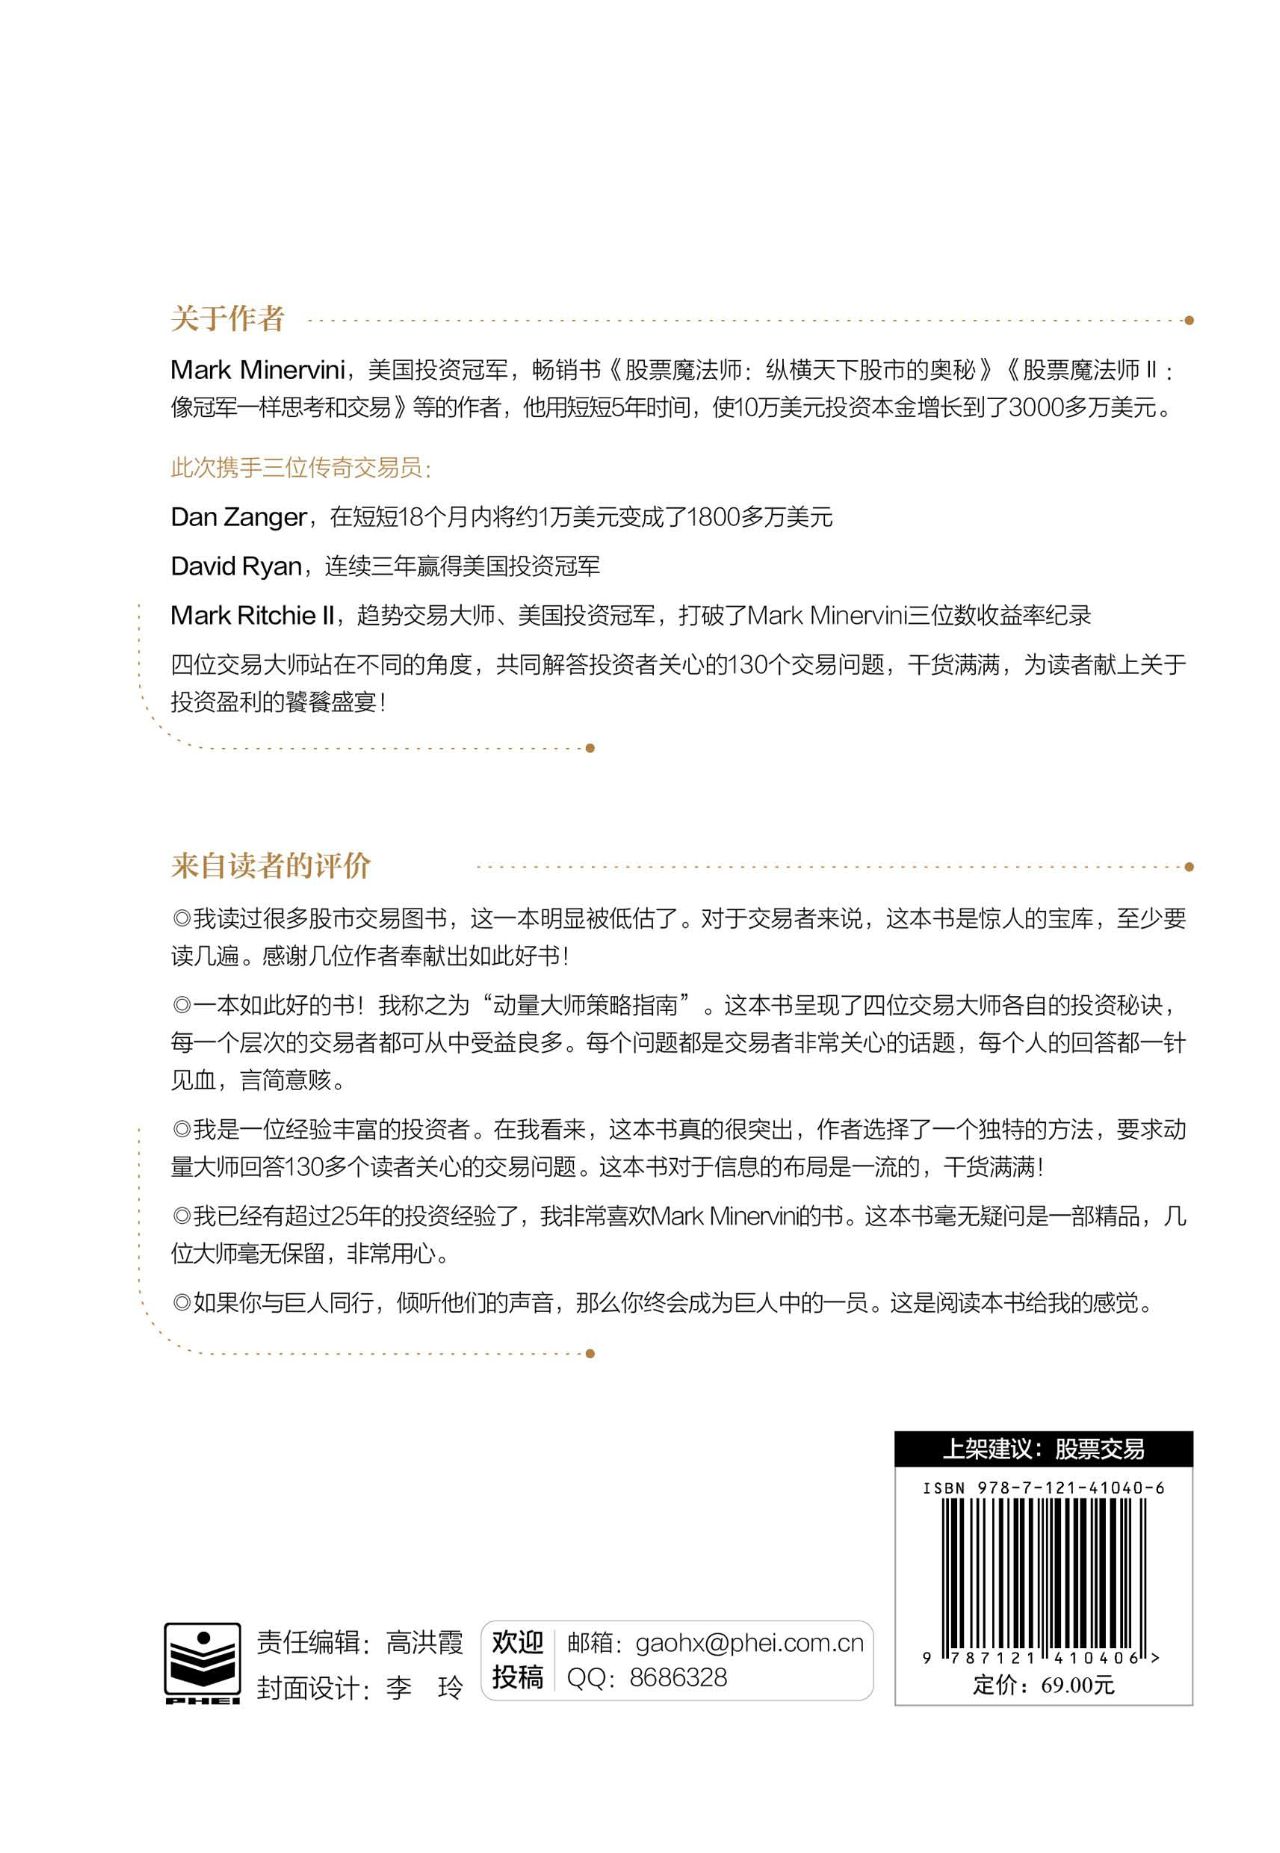 关于作者
Mark Minervini，美国投资冠军，畅销书《股票魔法师：纵横天下股市的奥秘》《股票魔法师Ⅱ：
像冠军一样思考和交易》等的作者，他用短短5年时间，使10万美元投资本金增长到了3000多万美元。
此次携手三位传奇交易员：
Dan Zanger，在短短18个月内将约1万美元变成了1800多万美元
David Ryan，连续三年赢得美国投资冠军
Mark Ritchie II，趋势交易大师、美国投资冠军，打破了Mark Minervini三位数收益率纪录
四位交易大师站在不同的角度，共同解答投资者关心的130个交易问题，干货满满，为读者献上关于
投资盈利的饕餮盛宴！
来自读者的评价
◎我读过很多股市交易图书，这一本明显被低估了。对于交易者来说，这本书是惊人的宝库，至少要
读几遍。感谢几位作者奉献出如此好书！
◎一本如此好的书！我称之为“动量大师策略指南”。这本书呈现了四位交易大师各自的投资秘诀，
每一个层次的交易者都可从中受益良多。每个问题都是交易者非常关心的话题，每个人的回答都一针
见血，言简意赅。
◎我是一位经验丰富的投资者。在我看来，这本书真的很突出，作者选择了一个独特的方法，要求动
量大师回答130多个读者关心的交易问题。这本书对于信息的布局是一流的，干货满满！
◎我已经有超过25年的投资经验了，我非常喜欢Mark Minervini的书。这本书毫无疑问是一部精品，几
位大师毫无保留，非常用心。
◎如果你与巨人同行，倾听他们的声音，那么你终会成为巨人中的一员。这是阅读本书给我的感觉。
上架建议：股票交易
ISBN 978-7-121-41040-6
9 787121 410406 >
定价：69.00元
PHEI
责任编辑：高洪霞
封面设计：李 玲
欢迎
投稿
邮箱：gaohx@phei.com.cn
QQ：8686328